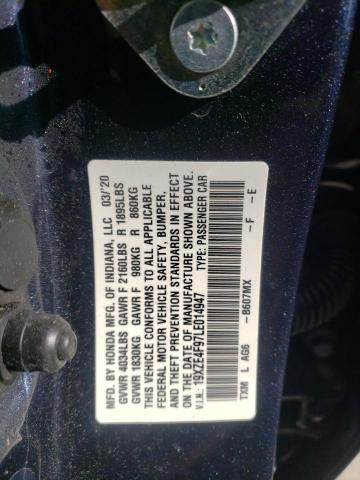 MFD. BY HONDA MFG. OF INDIANA, LLC 03/'20
GVWR 4034LBS GAWR F 2160LBS R 1895LBS
GVWR 1830KG GAWR F 980KG R 860KG
THIS VEHICLE CONFORMS TO ALL APPLICABLE
FEDERAL MOTOR VEHICLE SAFETY, BUMPER,
AND THEFT PREVENTION STANDARDS IN EFFECT
ON THE DATE OF MANUFACTURE SHOWN ABOVE.
V.I.N.: 19XZE4F97LE014947 TYPE: PASSENGER CAR
TXM L AG6 -B607MX -F -E